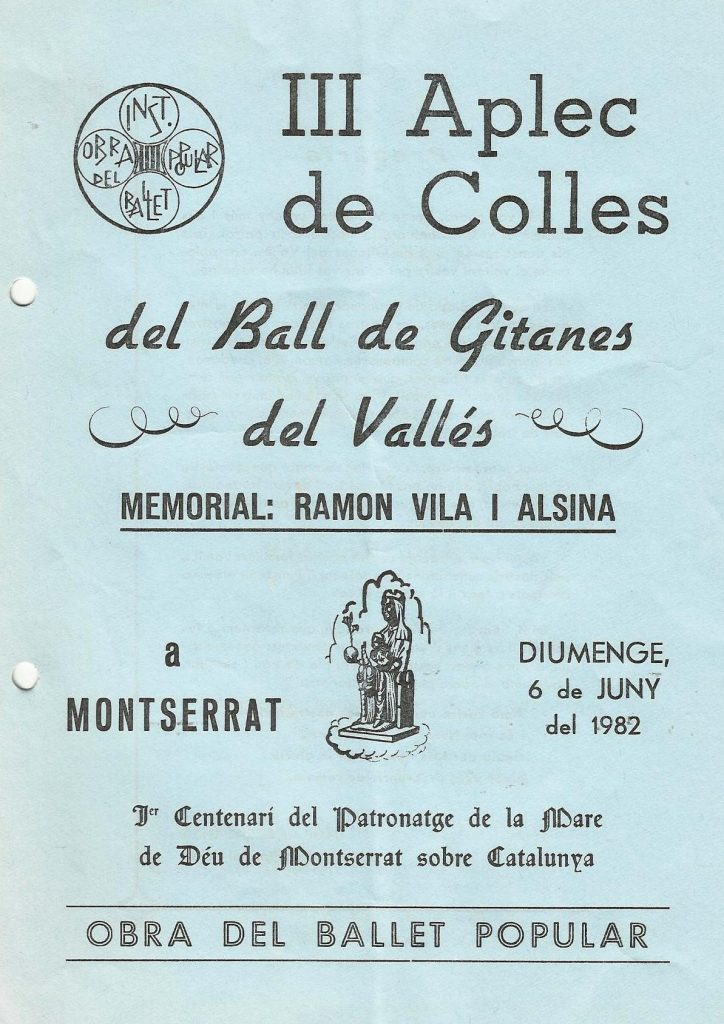 INST.
OBRA POPULAR
DEL
BALLET
III Aplec
de Colles
del Ball de Gitanes
del Vallés
MEMORIAL: RAMON VILA I ALSINA
a
MONTSERRAT
DIUMENGE,
6 de JUNY
del 1982
Ier Centenari del Patronatge de la Mare
de Déu de Montserrat sobre Catalunya
OBRA DEL BALLET POPULAR